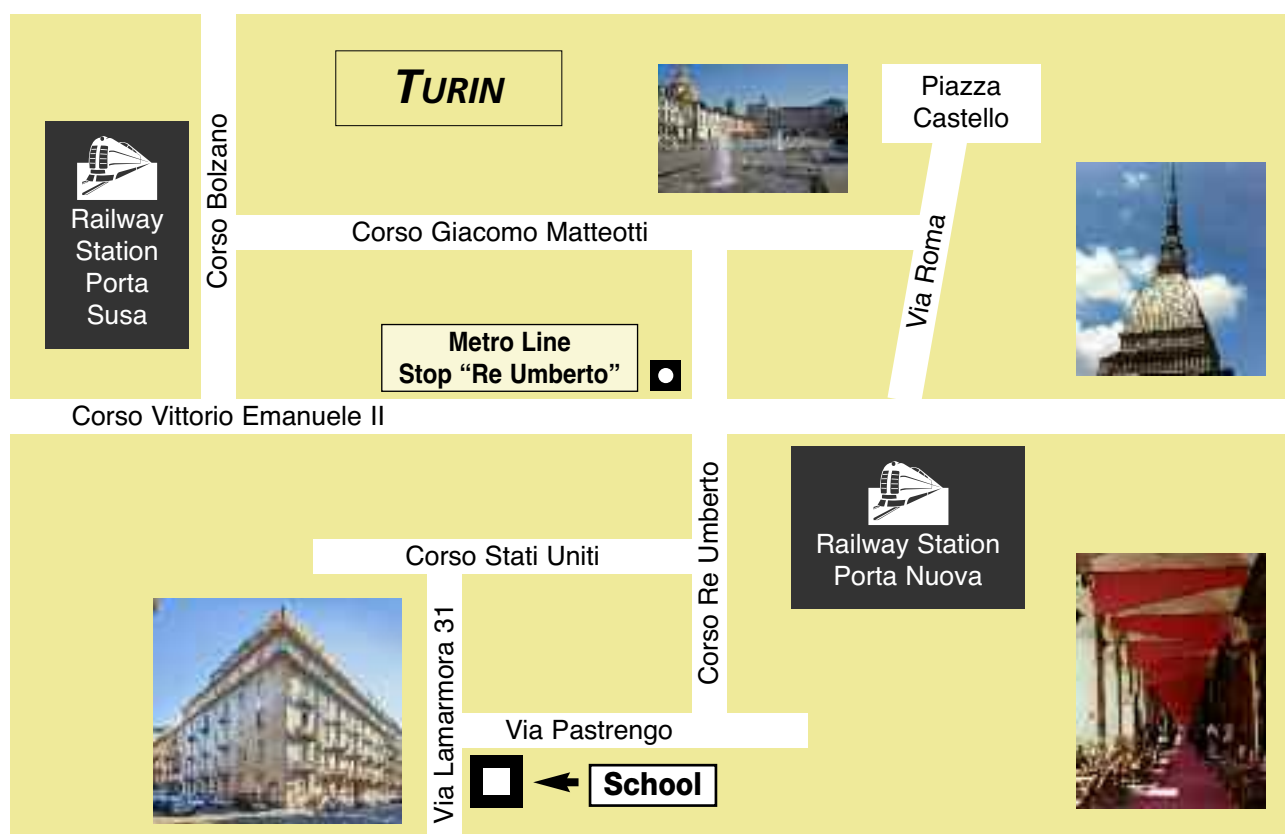 TURIN
Piazza
Castello
Railway
Station
Porta
Susa
Corso Bolzano
Corso Giacomo Matteotti
Via Roma
Metro Line
Stop “Re Umberto”
Corso Vittorio Emanuele II
Railway Station
Porta Nuova
Corso Re Umberto
Corso Stati Uniti
Via Lamarmora 31
Via Pastrengo
School